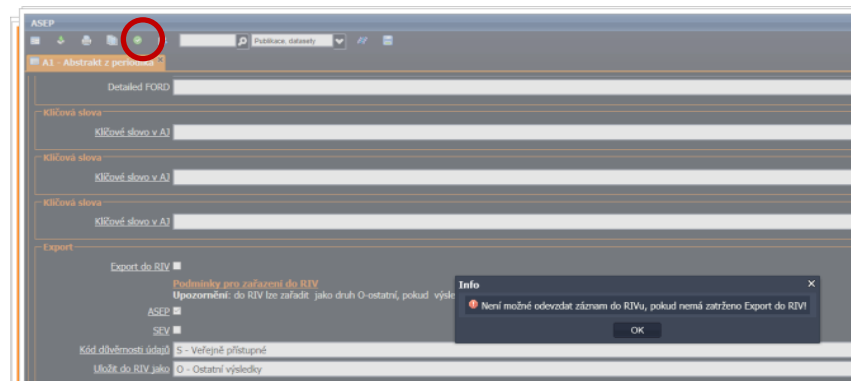 ASEP
Publikace, datasety
A1 - Abstrakt z periodika
Detailed FORD
Klíčová slova
Klíčové slovo v AJ
Klíčová slova
Klíčové slovo v AJ
Klíčová slova
Klíčové slovo v AJ
Export
Export do RIV
Podmínky pro zařazení do RIV
Upozornění: do RIV lze zařadit jako druh O-ostatní, pokud výsle
ASEP
SEV
Kód důvěrnosti údajů S - Veřejně přístupné
Uložit do RIV jako O - Ostatní výsledky
Info
Není možné odevzdat záznam do RIVu, pokud nemá zatrženo Export do RIV!
OK